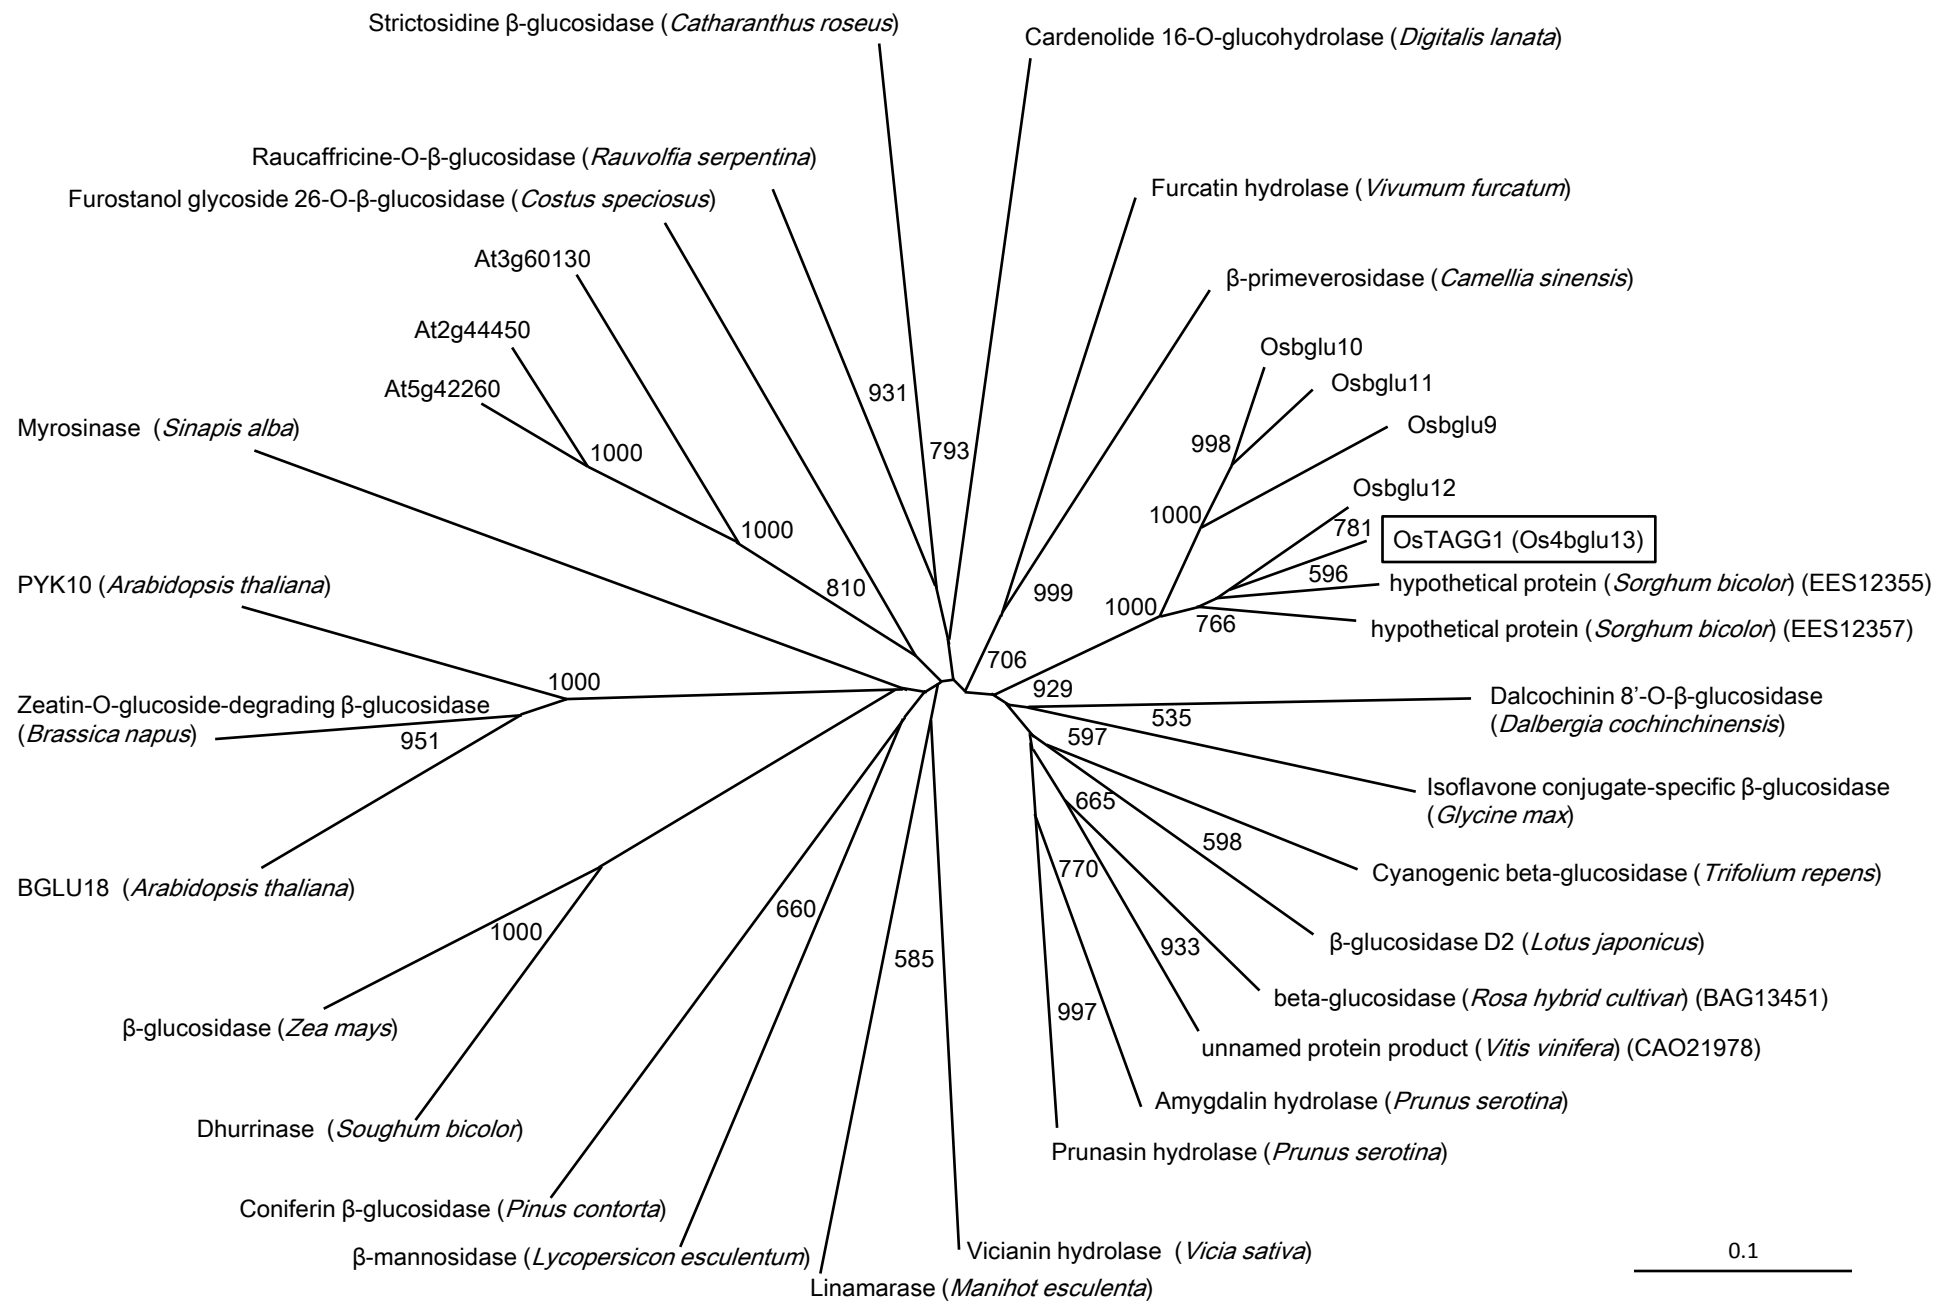 Strictosidine β-glucosidase (Catharanthus roseus)
Cardenolide 16-O-glucohydrolase (Digitalis lanata)
Raucaffricine-O-β-glucosidase (Rauvolfia serpentina)
Furostanol glycoside 26-O-β-glucosidase (Costus speciosus)
Furcatin hydrolase (Vivumum furcatum)
At3g60130
β-primeverosidase (Camellia sinensis)
At2g44450
Osbglu10
At5g42260
Osbglu11
931
Myrosinase (Sinapis alba)
Osbglu9
1000
793
998
Osbglu12
1000
1000
781
OsTAGG1 (Os4bglu13)
PYK10 (Arabidopsis thaliana)
810
999
1000
596
hypothetical protein (Sorghum bicolor) (EES12355)
766
hypothetical protein (Sorghum bicolor) (EES12357)
706
1000
929
Zeatin-O-glucoside-degrading β-glucosidase
(Brassica napus)
951
535
Dalcochinin 8’-O-β-glucosidase
(Dalbergia cochinchinensis)
597
Isoflavone conjugate-specific β-glucosidase
(Glycine max)
665
598
BGLU18 (Arabidopsis thaliana)
770
Cyanogenic beta-glucosidase (Trifolium repens)
660
1000
585
933
β-glucosidase D2 (Lotus japonicus)
beta-glucosidase (Rosa hybrid cultivar) (BAG13451)
997
β-glucosidase (Zea mays)
unnamed protein product (Vitis vinifera) (CAO21978)
Amygdalin hydrolase (Prunus serotina)
Dhurrinase (Soughum bicolor)
Prunasin hydrolase (Prunus serotina)
Coniferin β-glucosidase (Pinus contorta)
β-mannosidase (Lycopersicon esculentum)
Vicianin hydrolase (Vicia sativa)
0.1
Linamarase (Manihot esculenta)